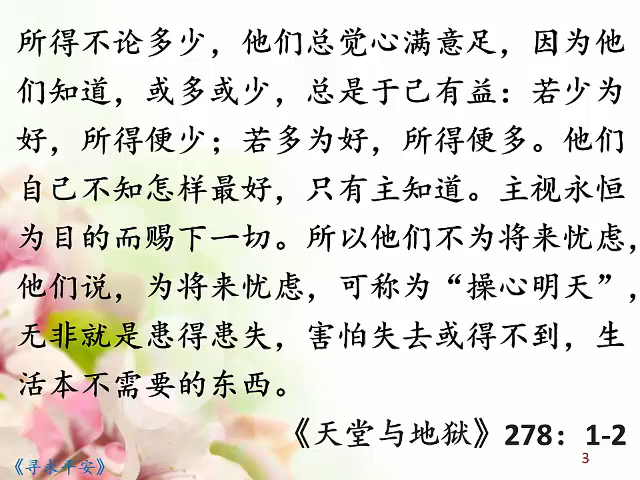 所得不论多少，他们总觉心满意足，因为他
们知道，或多或少，总是于己有益：若少为
好，所得便少；若多为好，所得便多。他们
自己不知怎样最好，只有主知道。主视永恒
为目的而赐下一切。所以他们不为将来忧虑，
他们说，为将来忧虑，可称为“操心明天”，
无非就是患得患失，害怕失去或得不到，生
活本不需要的东西。
《天堂与地狱》278：1-2
《寻求平安》
3